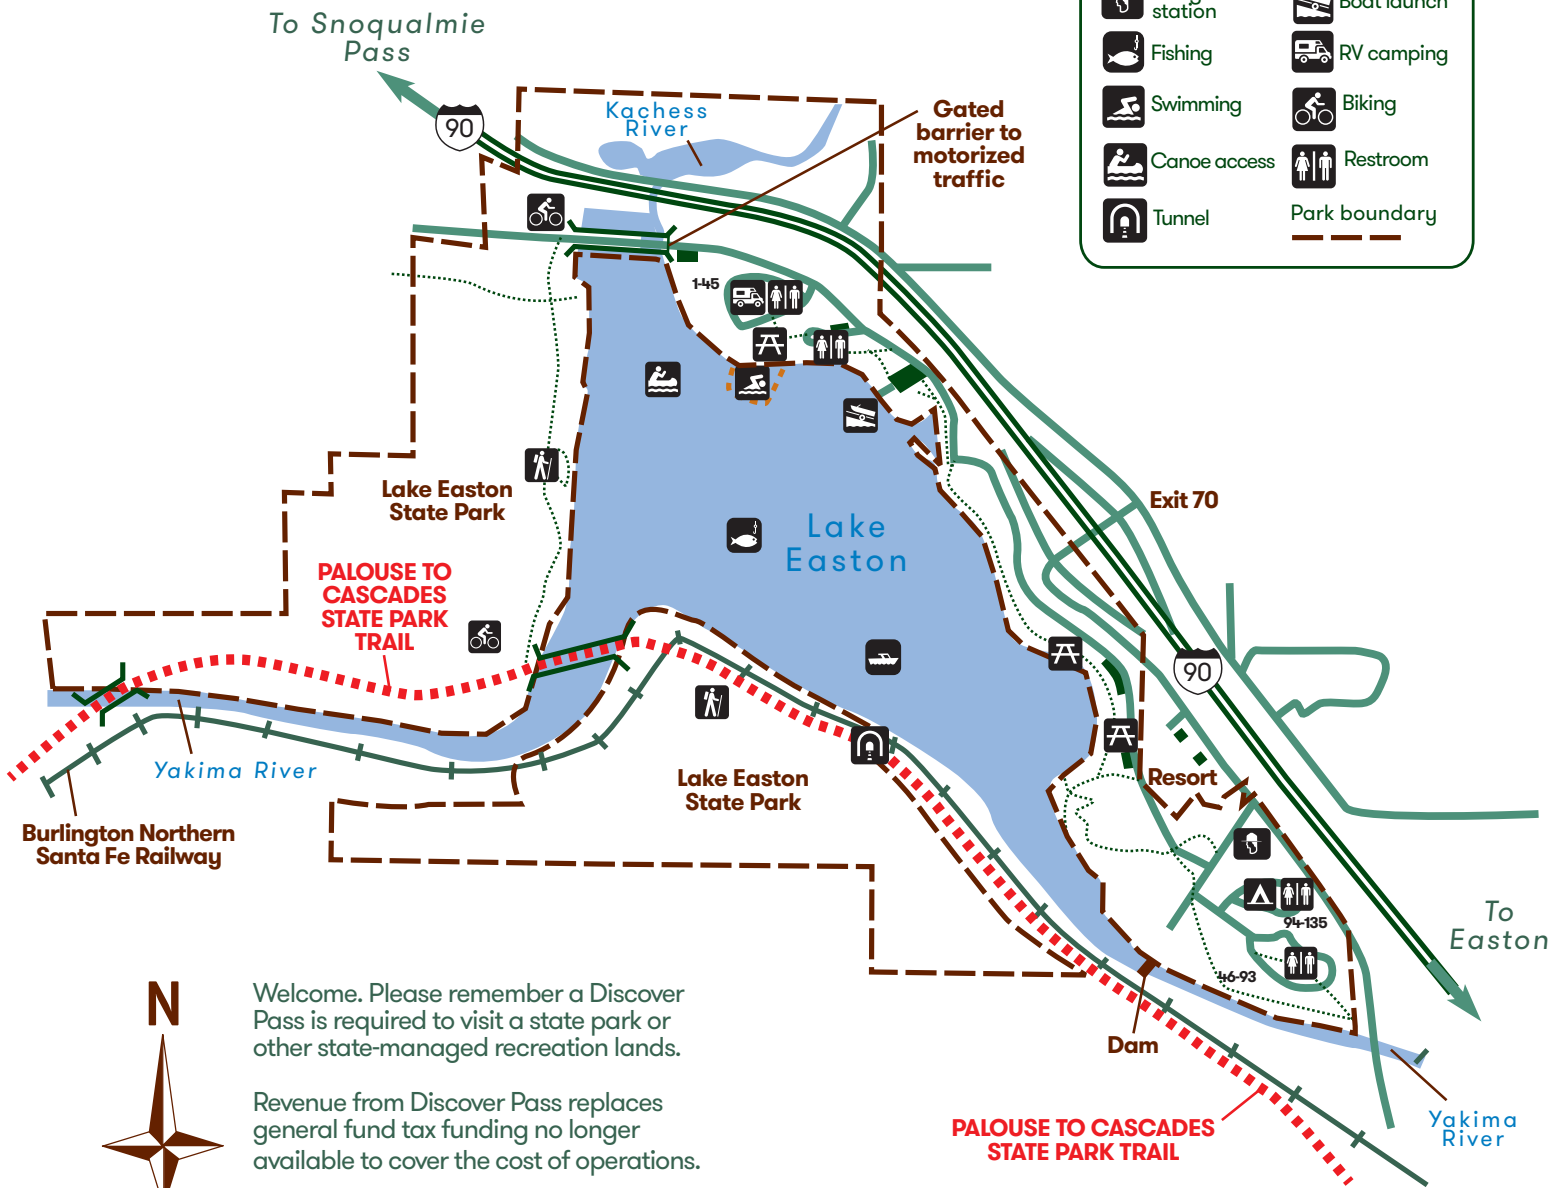 To Snoqualmie
Pass
90
Kachess
River
Gated
barrier to
motorized
traffic
station
Boat launch
Fishing
RV camping
Swimming
Biking
Canoe access
Restroom
Tunnel
Park boundary
1-45
Lake Easton
State Park
Lake
Easton
Exit 70
PALOUSE TO
CASCADES
STATE PARK
TRAIL
90
Yakima River
Burlington Northern
Santa Fe Railway
Lake Easton
State Park
Resort
94-135
46-93
To
Easton
Dam
Yakima
River
PALOUSE TO CASCADES
STATE PARK TRAIL
N
Welcome. Please remember a Discover
Pass is required to visit a state park or
other state-managed recreation lands.
Revenue from Discover Pass replaces
general fund tax funding no longer
available to cover the cost of operations.